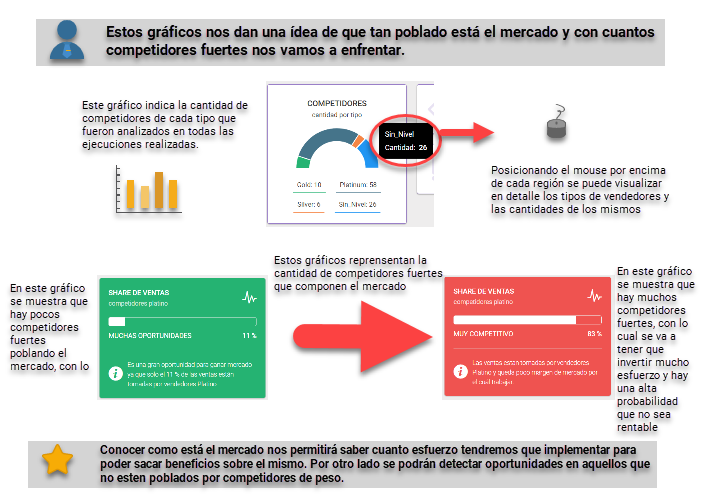 Estos gráficos nos dan una ídea de que tan poblado está el mercado y con cuantos
competidores fuertes nos vamos a enfrentar.
Este gráfico indica la cantidad de
competidores de cada tipo que
fueron analizados en todas las
ejecuciones realizadas.
COMPETIDORES
cantidad por tipo
Sin_Nivel
Cantidad: 26
Gold: 10
Platinum: 58
Silver: 6
Sin_Nivel: 26
Posicionando el mouse por encima
de cada región se puede visualizar
en detalle los tipos de vendedores y
las cantidades de los mismos
Estos gráficos reprensentan la
cantidad de competidores fuertes
que componen el mercado
En este gráfico
se muestra que
hay pocos
competidores
fuertes
poblando el
mercado, con lo
SHARE DE VENTAS
competidores platino
MUCHAS OPORTUNIDADES 11 %
Es una gran oportunidad para ganar mercado
ya que solo el 11 % de las ventas están
tomadas por vendedores Platino
SHARE DE VENTAS
competidores platino
MUY COMPETITIVO 83 %
Las ventas estan tomadas por vendedores
Platino y queda poco margen de mercado por
el cual trabajar.
En este gráfico
se muestra que
hay muchos
competidores
fuertes, con lo
cual se va a
tener que
invertir mucho
esfuerzo y hay
una alta
probabilidad
que no sea
rentable
Conocer como está el mercado nos permitirá saber cuanto esfuerzo tendremos que implementar para
poder sacar beneficios sobre el mismo. Por otro lado se podrán detectar oportunidades en aquellos que
no esten poblados por competidores de peso.